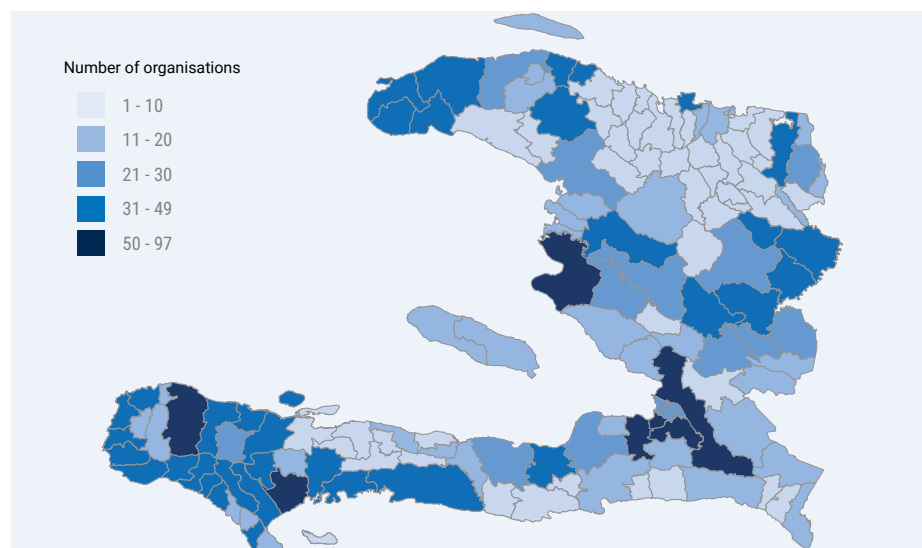 Number of organisations
1 - 10
11 - 20
21 - 30
31 - 49
50 - 97